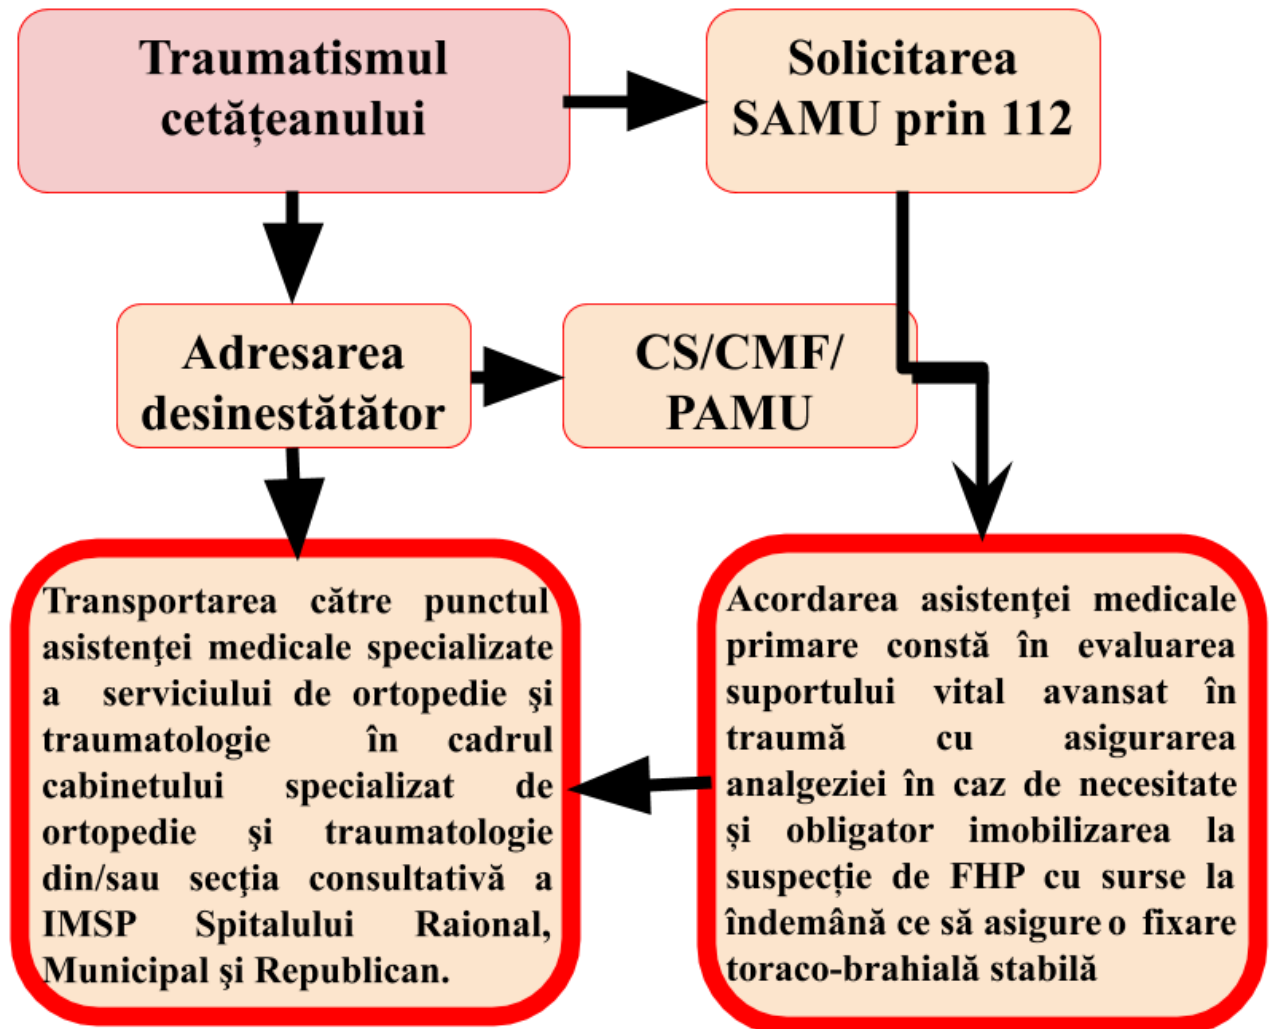 Traumatismul
cetățeanului
Solicitarea
SAMU prin 112
Adresarea
desinestătător
CS/CMF/
PAMU
Transportarea către punctul
asistenţei medicale specializate
a serviciului de ortopedie şi
traumatologie în cadrul
cabinetului specializat de
ortopedie şi traumatologie
din/sau secţia consultativă a
IMSP Spitalului Raional,
Municipal şi Republican.
Acordarea asistenţei medicale
primare constă în evaluarea
suportului vital avansat în
traumă cu asigurarea
analgeziei în caz de necesitate
și obligator imobilizarea la
suspecție de FHP cu surse la
îndemână ce să asigure o fixare
toraco-brahială stabilă